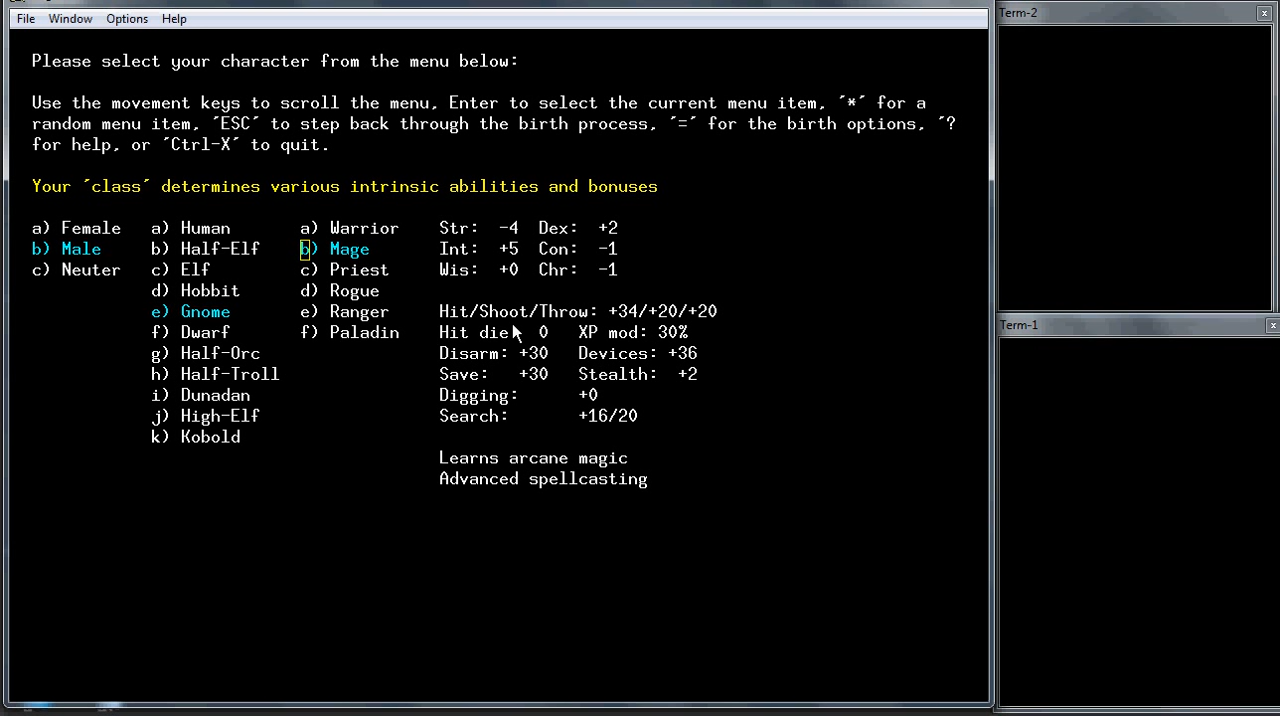 File Window Options Help
Term-2
Please select your character from the menu below:
Use the movement keys to scroll the menu, Enter to select the current menu item, '*' for a
random menu item, 'ESC' to step back through the birth process, '=' for the birth options, '?
for help, or 'Ctrl-X' to quit.
Your 'class' determines various intrinsic abilities and bonuses
a) Female a) Human a) Warrior Str: -4 Dex: +2
b) Male b) Half-Elf b) Mage Int: +5 Con: -1
c) Neuter c) Elf c) Priest Wis: +0 Chr: -1
d) Hobbit d) Rogue
e) Gnome e) Ranger Hit/Shoot/Throw: +34/+20/+20
Term-1
f) Dwarf f) Paladin Hit die: 0 XP mod: 30%
g) Half-Orc Disarm: +30 Devices: +36
h) Half-Troll Save: +30 Stealth: +2
i) Dunadan Digging: +0
j) High-Elf Search: +16/20
k) Kobold
Learns arcane magic
Advanced spellcasting